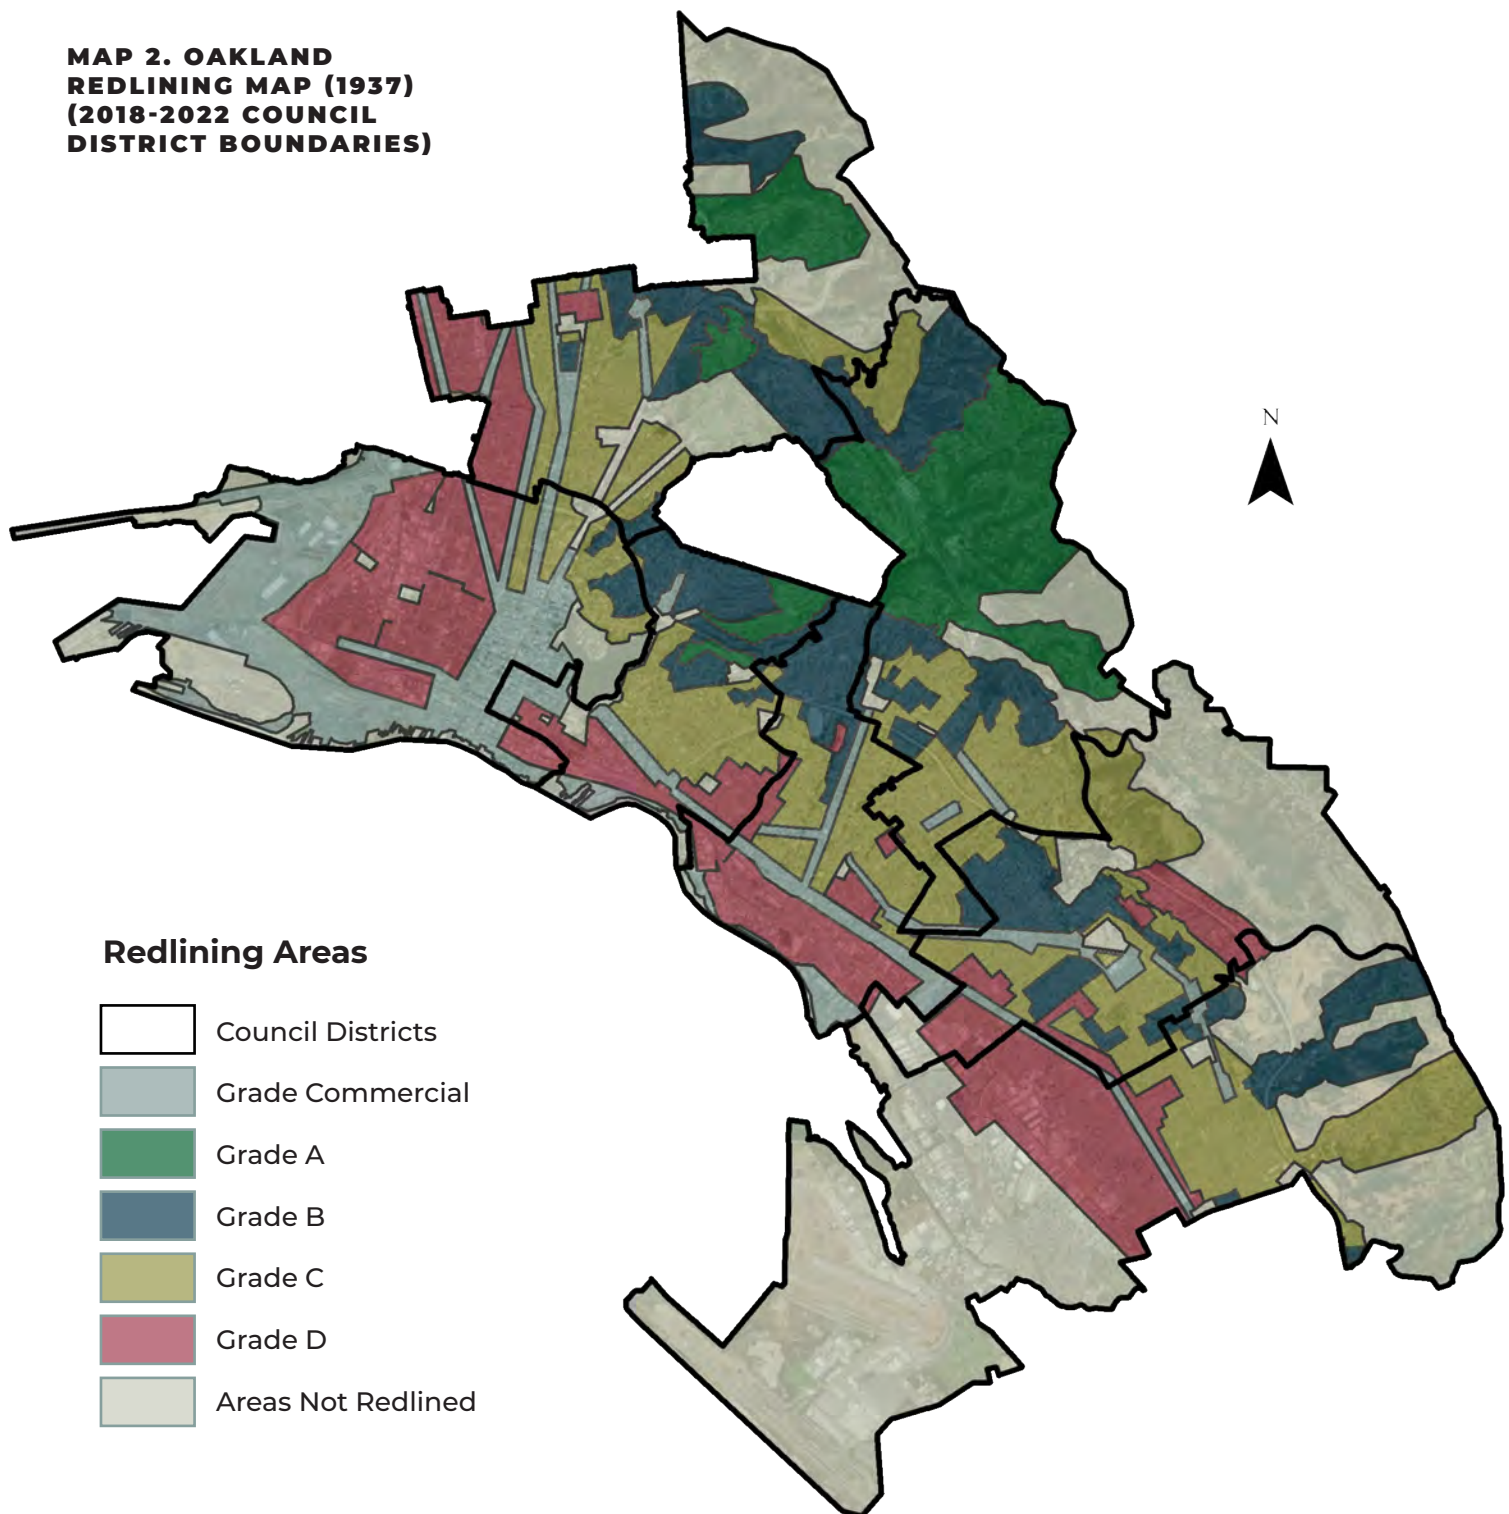 MAP 2. OAKLAND
REDLINING MAP (1937)
(2018-2022 COUNCIL
DISTRICT BOUNDARIES)
N
Redlining Areas
Council Districts
Grade Commercial
Grade A
Grade B
Grade C
Grade D
Areas Not Redlined